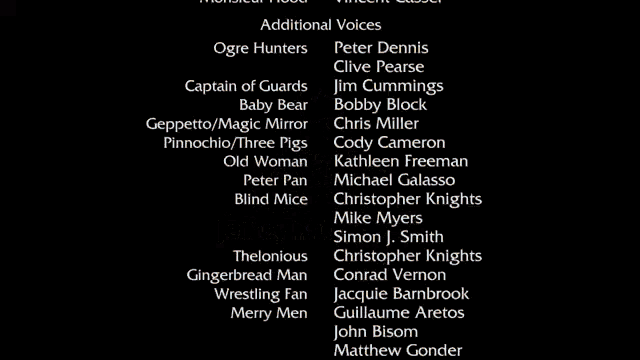 Monsieur Hood Vincent Cassel
Additional Voices
Ogre Hunters Peter Dennis
Clive Pearse
Captain of Guards Jim Cummings
Baby Bear Bobby Block
Geppetto/Magic Mirror Chris Miller
Pinnochio/Three Pigs Cody Cameron
Old Woman Kathleen Freeman
Peter Pan Michael Galasso
Blind Mice Christopher Knights
Mike Myers
Simon J. Smith
Thelonious Christopher Knights
Gingerbread Man Conrad Vernon
Wrestling Fan Jacquie Barnbrook
Merry Men Guillaume Aretos
John Bisom
Matthew Gonder